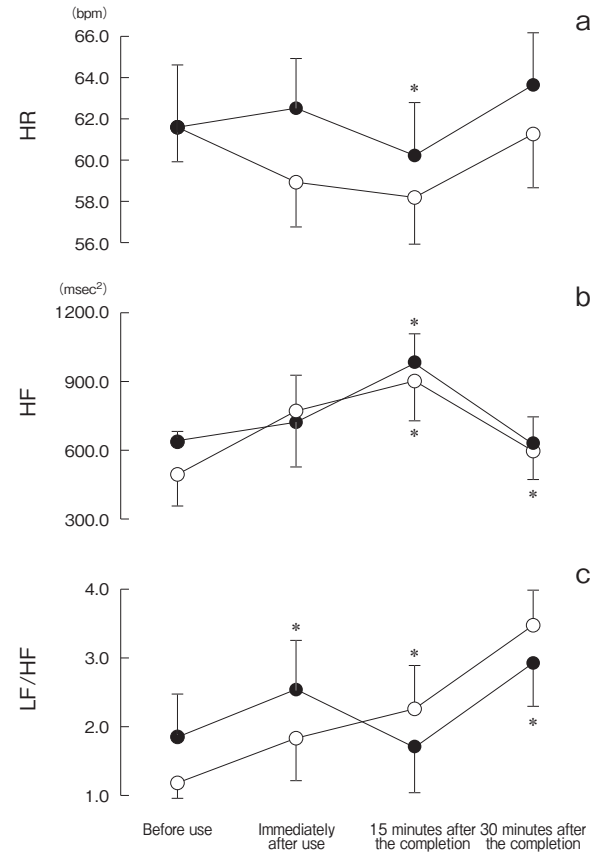 (bpm)
a
66.0
64.0
62.0
60.0
58.0
56.0
HR
*
(msec²)
b
1200.0
900.0
600.0
300.0
HF
*
*
*
c
4.0
3.0
2.0
1.0
LF/HF
*
*
*
Before use
Immediately
after use
15 minutes after
the completion
30 minutes after
the completion